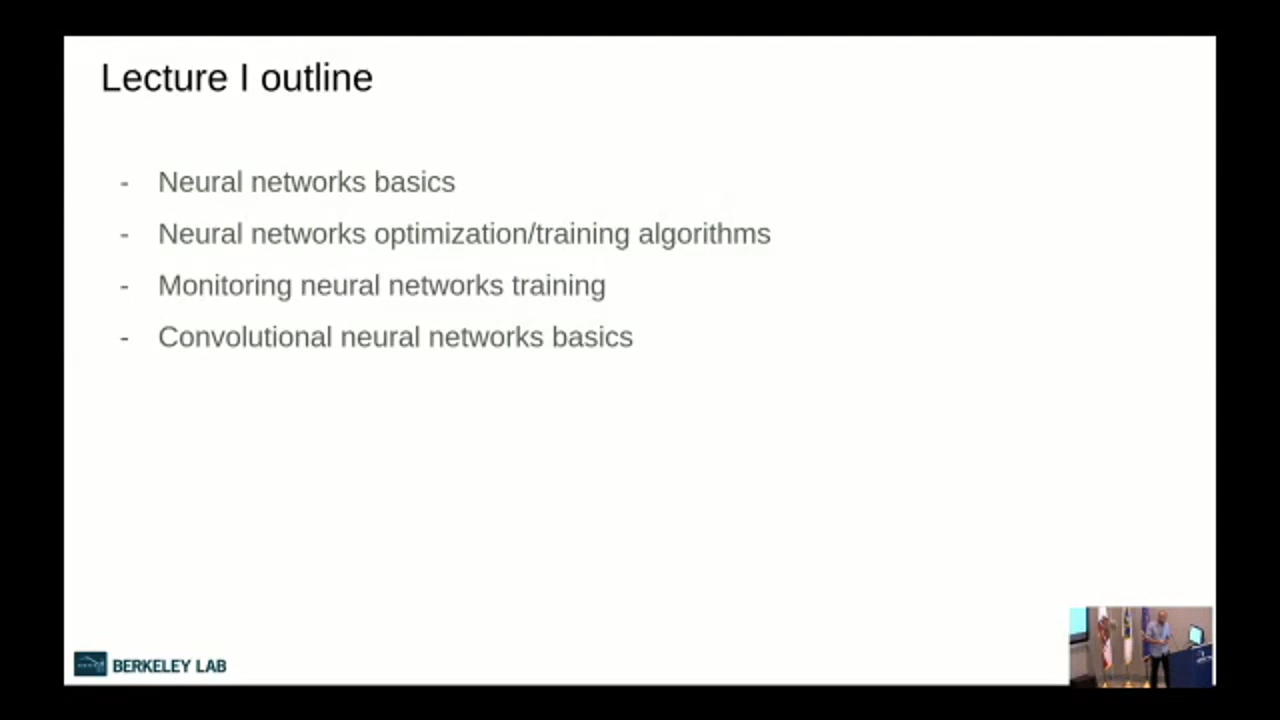 Lecture I outline
- Neural networks basics
- Neural networks optimization/training algorithms
- Monitoring neural networks training
- Convolutional neural networks basics
BERKELEY LAB